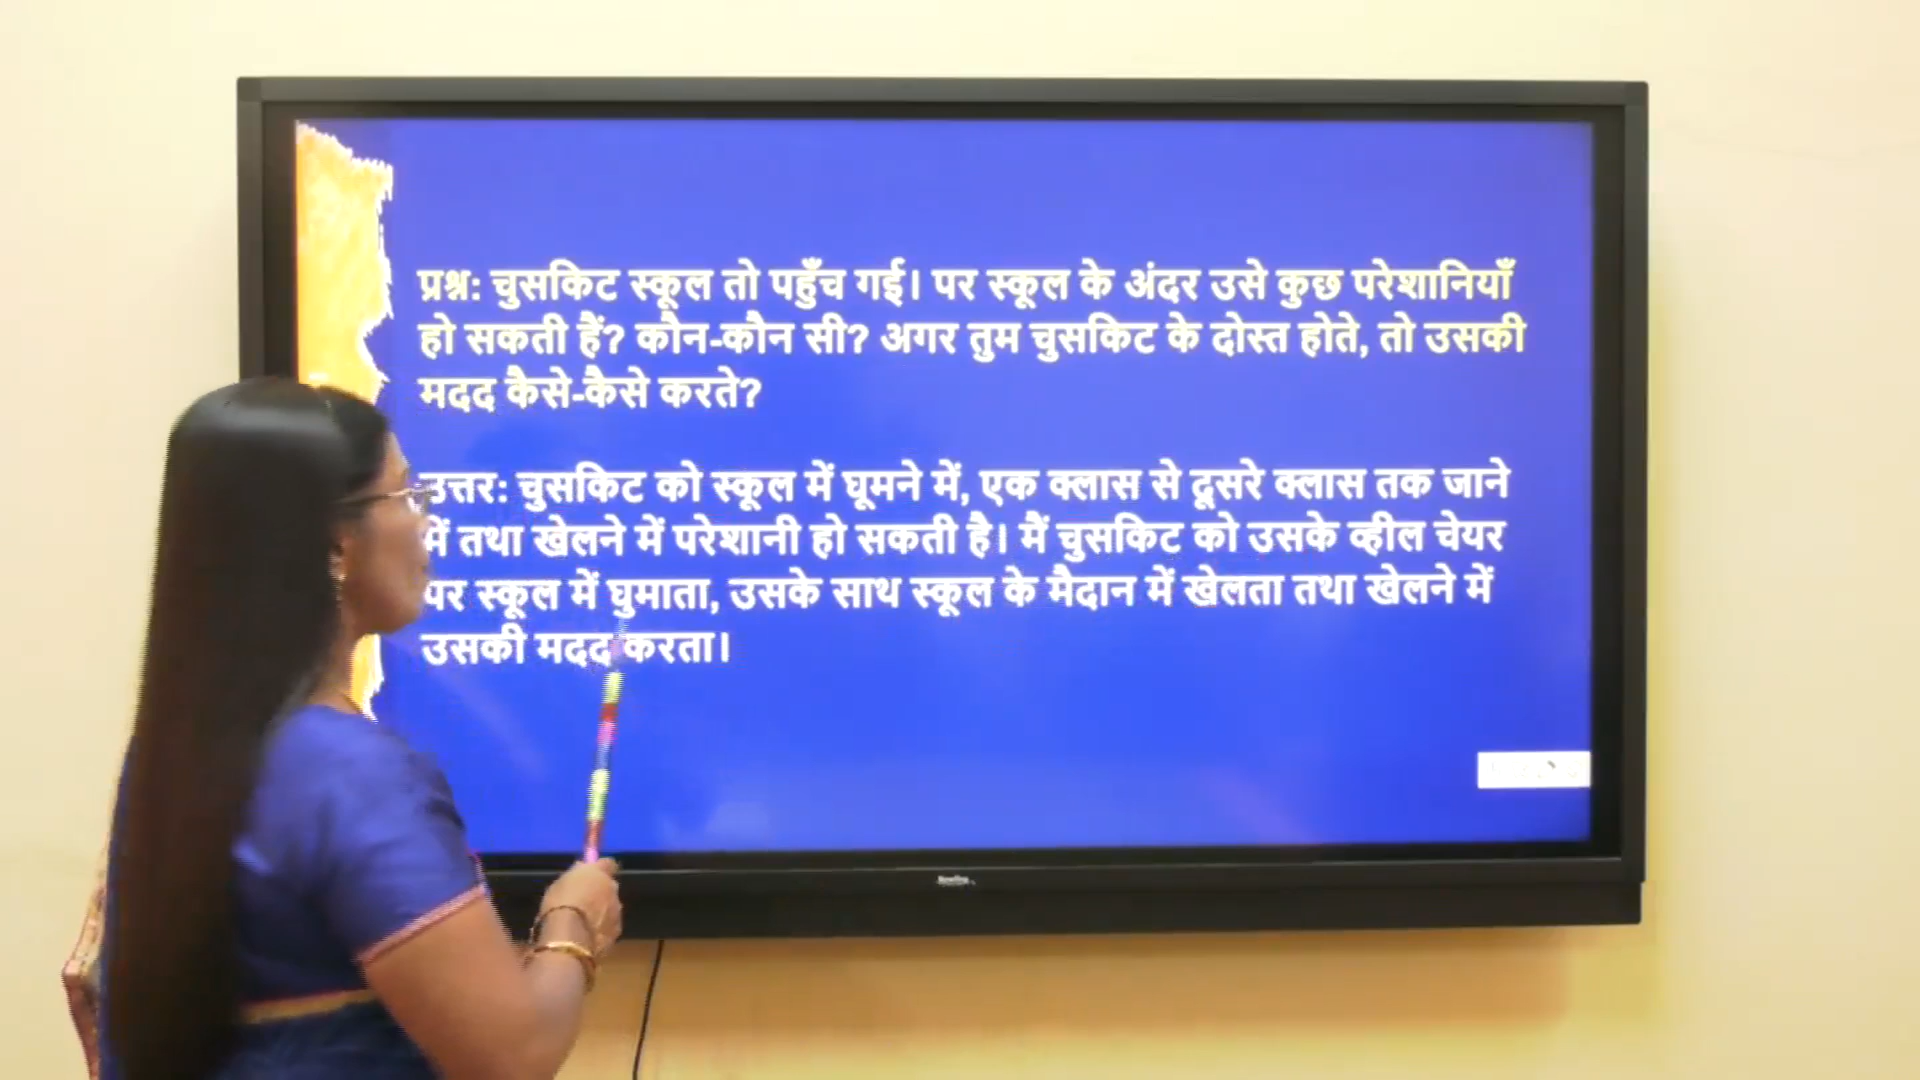 प्रश्न: चुसकिट स्कूल तो पहुँच गई। पर स्कूल के अंदर उसे कुछ परेशानियाँ
हो सकती हैं? कौन-कौन सी? अगर तुम चुसकिट के दोस्त होते, तो उसकी
मदद कैसे-कैसे करते?
उत्तर: चुसकिट को स्कूल में घूमने में, एक क्लास से दूसरे क्लास तक जाने
में तथा खेलने में परेशानी हो सकती है। मैं चुसकिट को उसके व्हील चेयर
पर स्कूल में घुमाता, उसके साथ स्कूल के मैदान में खेलता तथा खेलने में
उसकी मदद करता।